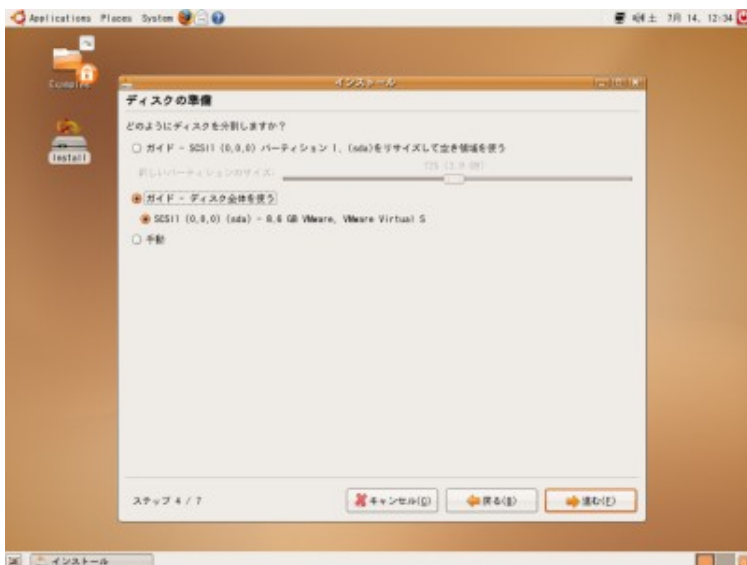 Applications Places System
7月 14, 12:34
Install
インストール
ディスクの準備
どのようにディスクを分割しますか？
ガイド - SCSI1 (0,0,0) パーティション 1, (sda)をリサイズして空き領域を使う
新しいパーティションのサイズ:
ガイド - ディスク全体を使う
SCSI1 (0,0,0) (sda) - 8.6 GB VMware, VMware Virtual S
手動
ステップ 4 / 7
キャンセル(C)
戻る(B)
進む(F)
インストール